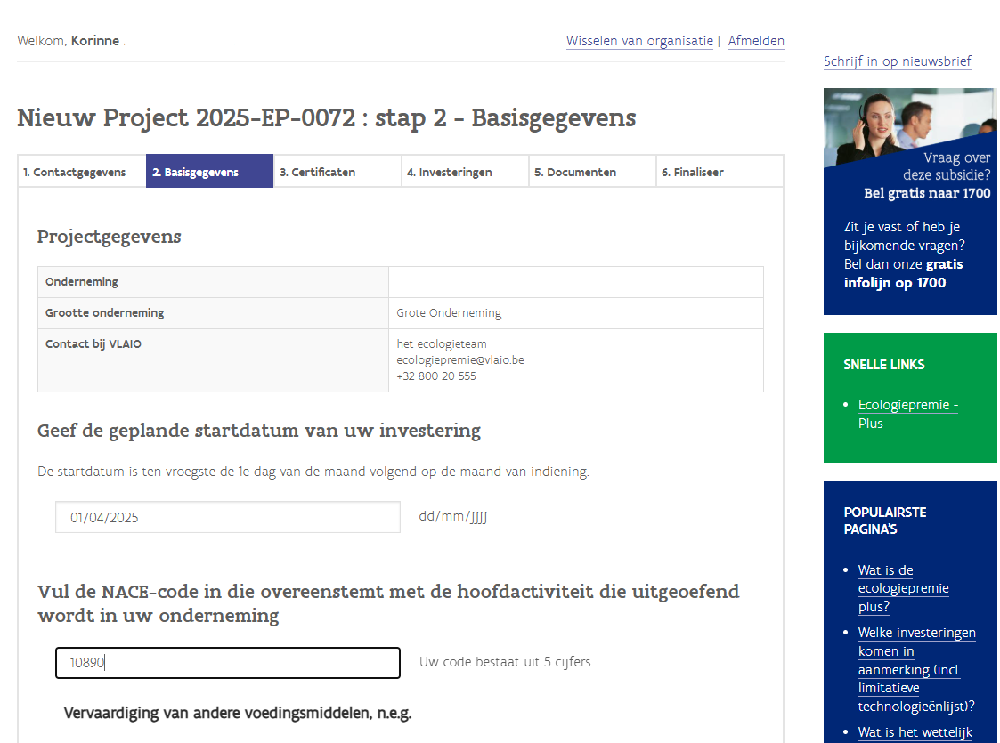 Welkom, Korinne .
Wisselen van organisatie | Afmelden
Nieuw Project 2025-EP-0072 : stap 2 - Basisgegevens
1. Contactgegevens
2. Basisgegevens
3. Certificaten
4. Investeringen
5. Documenten
6. Finaliseer
Projectgegevens
Onderneming
Grootte onderneming
Grote Onderneming
Contact bij VLAIO
het ecologieteam
ecologiepremie@vlaio.be
+32 800 20 555
Geef de geplande startdatum van uw investering
De startdatum is ten vroegste de 1e dag van de maand volgend op de maand van indiening.
01/04/2025
dd/mm/jjjj
Vul de NACE-code in die overeenstemt met de hoofdactiviteit die uitgeoefend
wordt in uw onderneming
10890
Uw code bestaat uit 5 cijfers.
Vervaardiging van andere voedingsmiddelen, n.e.g.
Schrijf in op nieuwsbrief
Vraag over
deze subsidie?
Bel gratis naar 1700
Zit je vast of heb je
bijkomende vragen?
Bel dan onze gratis
infolijn op 1700.
SNELLE LINKS
Ecologiepremie -
Plus
POPULAIRSTE
PAGINA'S
Wat is de
ecologiepremie
plus?
Welke investeringen
komen in
aanmerking (incl.
limitatieve
technologieënlijst)?
Wat is het wettelijk